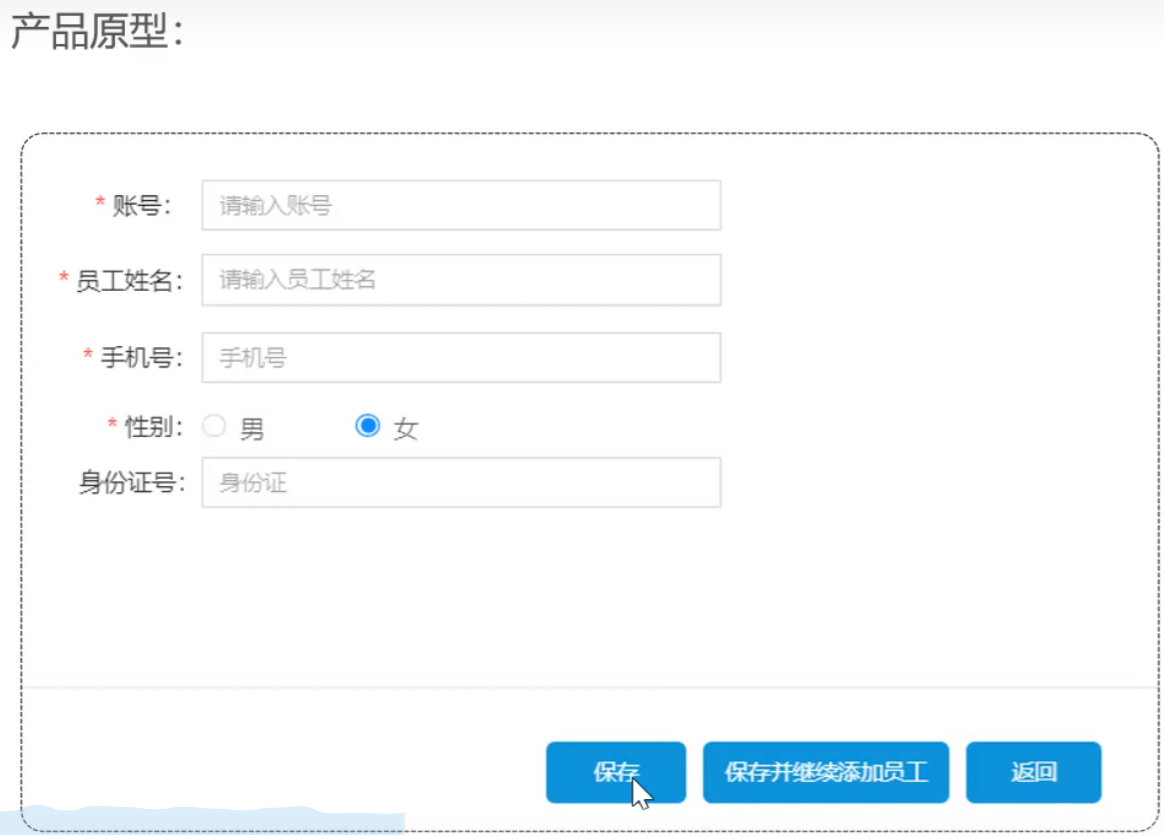 产品原型：
* 账号： 请输入账号
* 员工姓名： 请输入员工姓名
* 手机号： 手机号
* 性别： 男 女
身份证号： 身份证
保存 保存并继续添加员工 返回